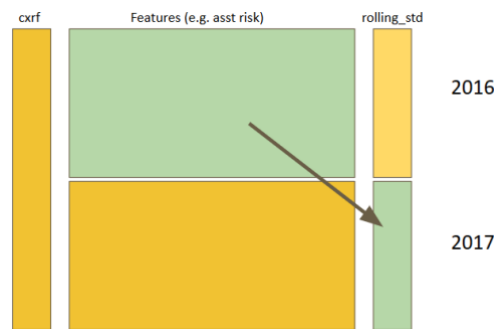 cxrf
Features (e.g. asst risk)
rolling_std
2016
2017